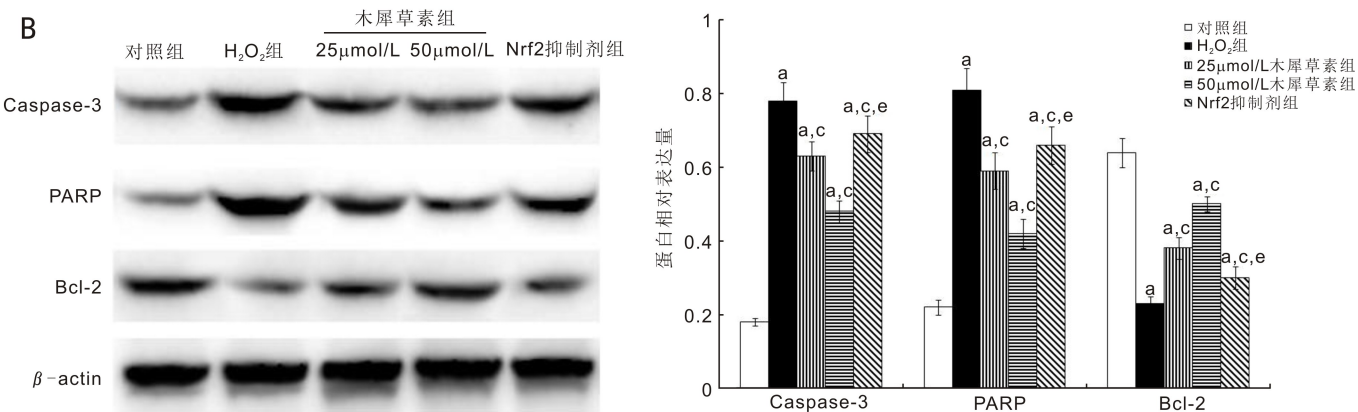 B
木犀草素组
对照组 H₂O₂组 25μmol/L 50μmol/L Nrf2抑制剂组
Caspase-3
PARP
Bcl-2
β-actin
蛋白相对表达量
1
0.8
0.6
0.4
0.2
0
对照组
H₂O₂组
25μmol/L木犀草素组
50μmol/L木犀草素组
Nrf2抑制剂组
a
a,c
a,c
a,c,e
a
a,c
a,c
a,c,e
a
a,c
a,c
a,c,e
Caspase-3 PARP Bcl-2